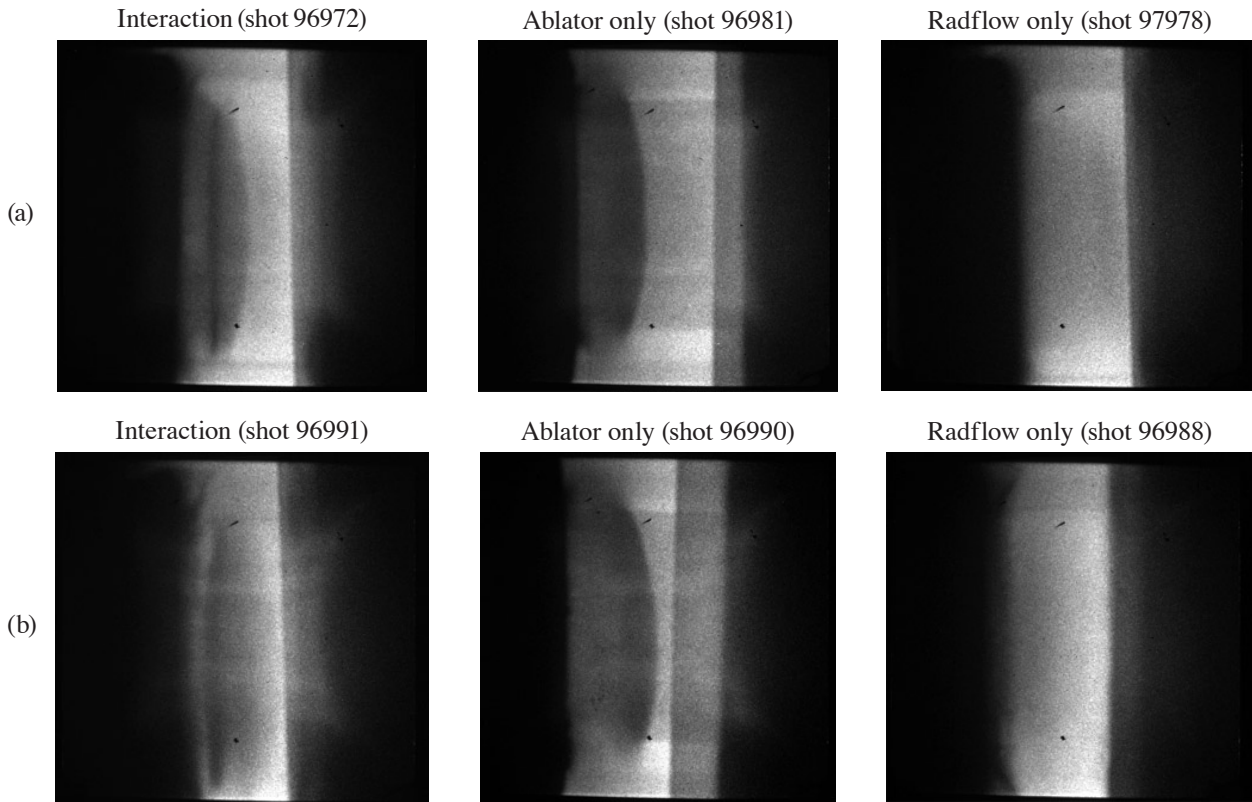 Interaction (shot 96972)
Ablator only (shot 96981)
Radflow only (shot 97978)
(a)
Interaction (shot 96991)
Ablator only (shot 96990)
Radflow only (shot 96988)
(b)